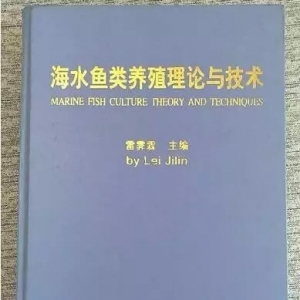 海水鱼类养殖理论与技术
MARINE FISH CULTURE THEORY AND TECHNIQUES
雷霁霖 主编
by Lei Jilin